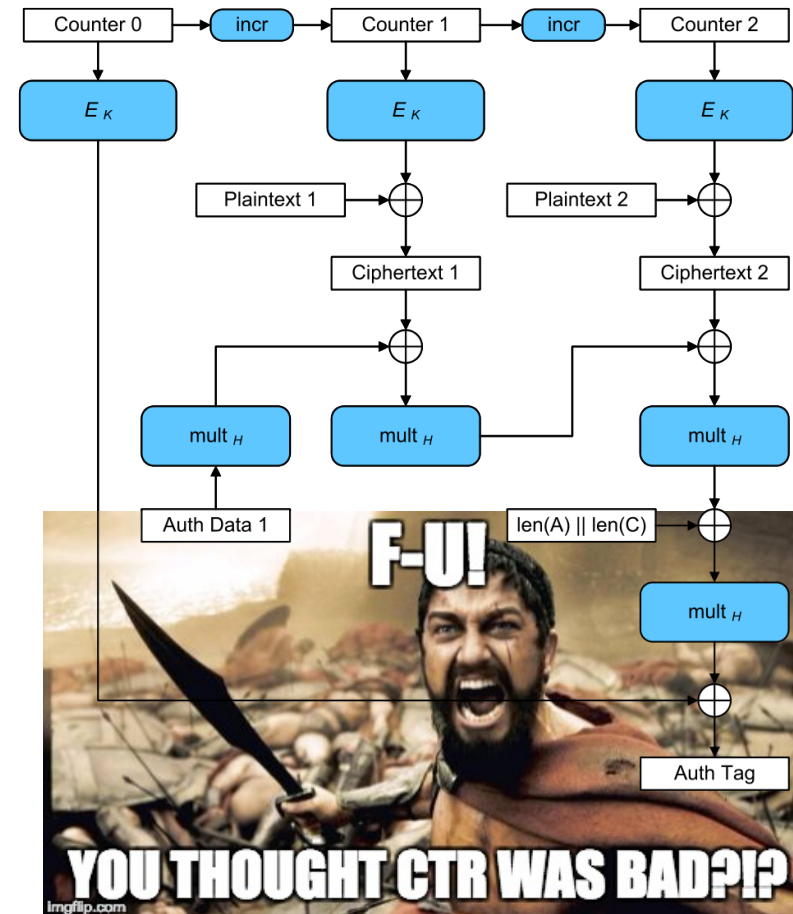 Counter 0
incr
Counter 1
incr
Counter 2
E K
E K
E K
Plaintext 1
Plaintext 2
Ciphertext 1
Ciphertext 2
mult H
mult H
mult H
Auth Data 1
len(A) || len(C)
F-U!
mult H
Auth Tag
YOU THOUGHT CTR WAS BAD?!?
imgflip.com